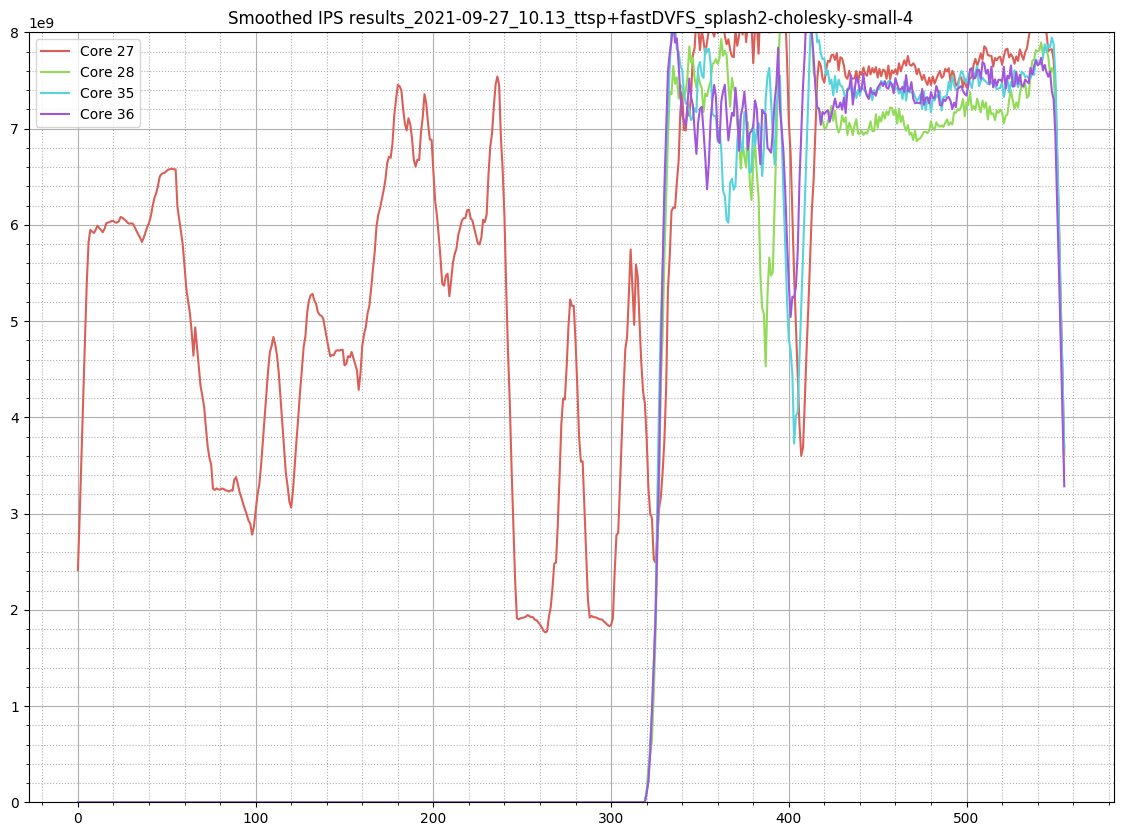 Smoothed IPS results_2021-09-27_10.13_ttsp+fastDVFS_splash2-cholesky-small-4
1e9
Core 27
Core 28
Core 35
Core 36
8
7
6
5
4
3
2
1
0
0 100 200 300 400 500